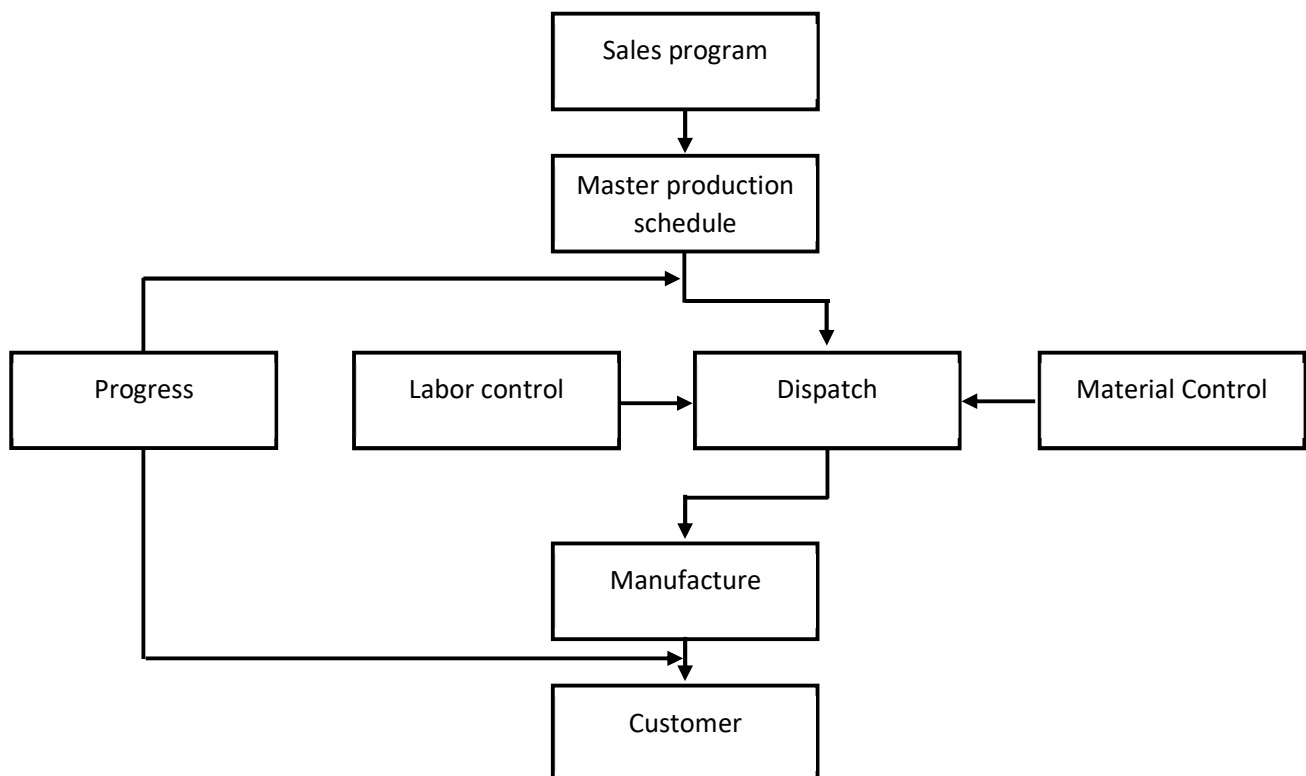 Sales program
Master production
schedule
Progress
Labor control
Dispatch
Material Control
Manufacture
Customer